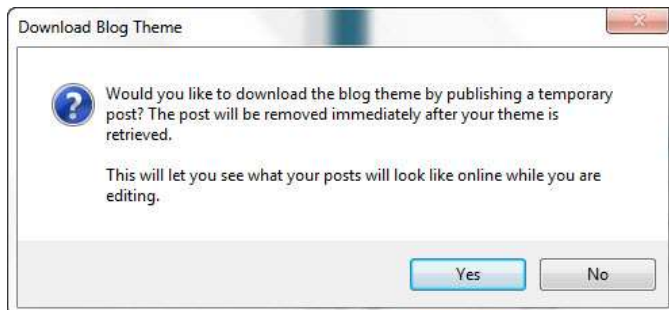 Download Blog Theme
Would you like to download the blog theme by publishing a temporary
post? The post will be removed immediately after your theme is
retrieved.
This will let you see what your posts will look like online while you are
editing.
Yes
No